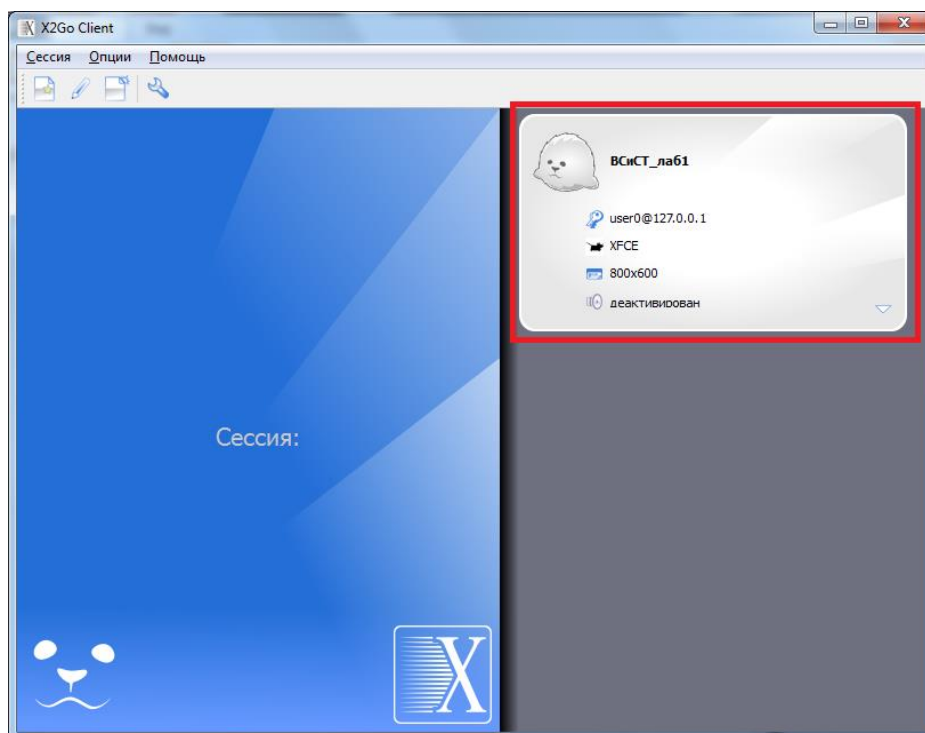 X2Go Client
Сессия Опции Помощь
ВСиСТ_лаб1
user0@127.0.0.1
XFCE
800x600
деактивирован
Сессия:
X